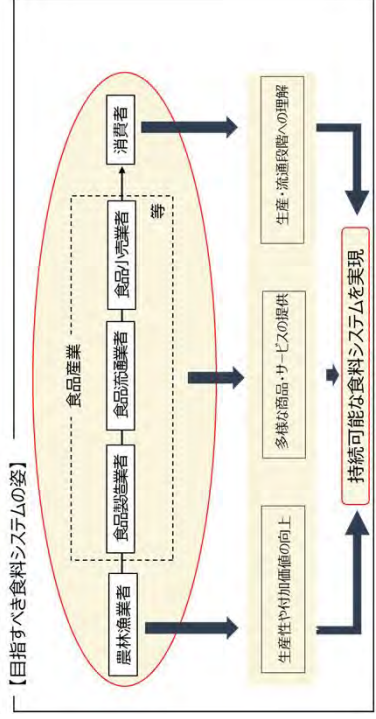 【目指すべき食料システムの姿】
食品産業
農林漁業者
食品製造業者
食品流通業者
食品小売業者
消費者
等
生産性や付加価値の向上
多様な商品・サービスの提供
生産・流通段階への理解
持続可能な食料システムを実現